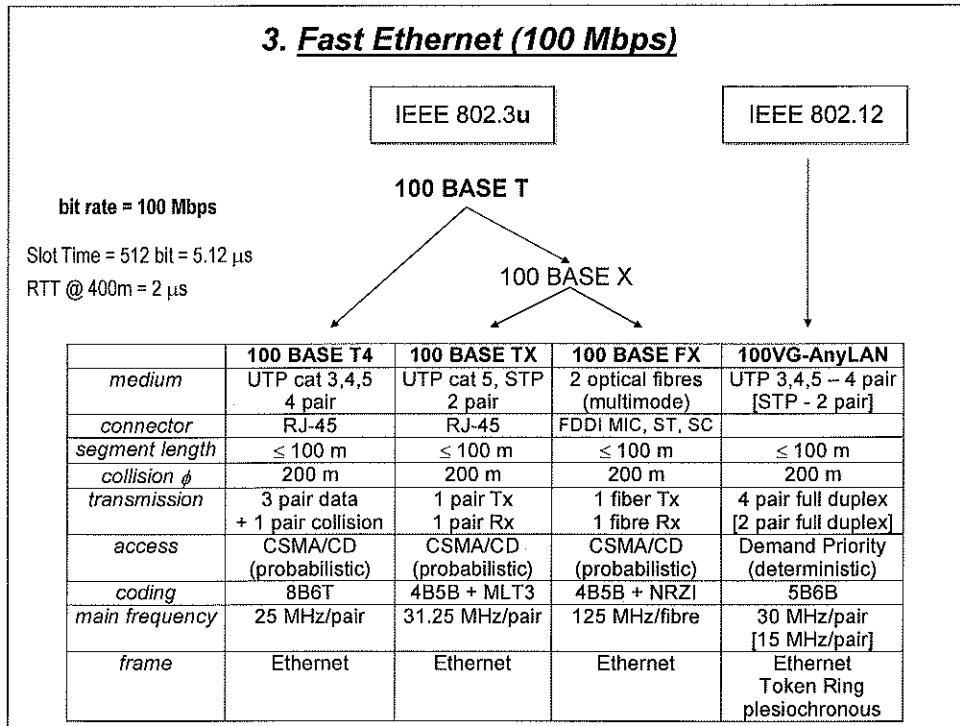 3. Fast Ethernet (100 Mbps)
IEEE 802.3u
IEEE 802.12
100 BASE T
bit rate = 100 Mbps
Slot Time = 512 bit = 5.12 μs
RTT @ 400m = 2 μs
100 BASE X
100 BASE T4 100 BASE TX 100 BASE FX 100VG-AnyLAN
medium UTP cat 3,4,5 UTP cat 5, STP 2 optical fibres UTP 3,4,5 – 4 pair
4 pair 2 pair (multimode) [STP - 2 pair]
connector RJ-45 RJ-45 FDDI MIC, ST, SC
segment length ≤ 100 m ≤ 100 m ≤ 100 m ≤ 100 m
collision ϕ 200 m 200 m 200 m 200 m
transmission 3 pair data 1 pair Tx 1 fiber Tx 4 pair full duplex
+ 1 pair collision 1 pair Rx 1 fibre Rx [2 pair full duplex]
access CSMA/CD CSMA/CD CSMA/CD Demand Priority
(probabilistic) (probabilistic) (probabilistic) (deterministic)
coding 8B6T 4B5B + MLT3 4B5B + NRZI 5B6B
main frequency 25 MHz/pair 31.25 MHz/pair 125 MHz/fibre 30 MHz/pair
[15 MHz/pair]
frame Ethernet Ethernet Ethernet Ethernet
Token Ring
plesiochronous